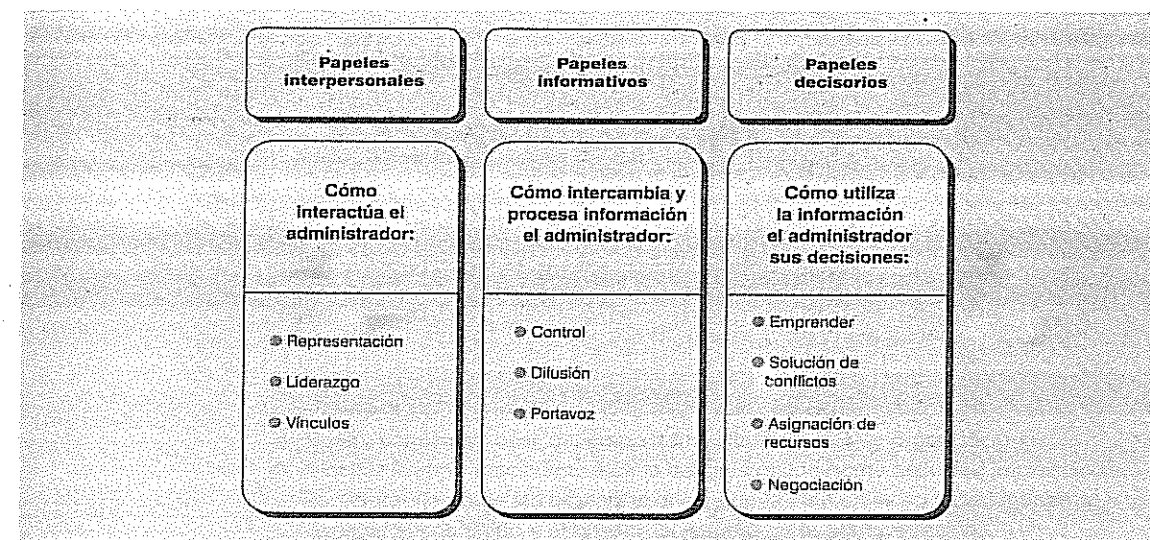 Papeles
interpersonales
Papeles
informativos
Papeles
decisorios
Cómo
interactúa el
administrador:
Representación
Liderazgo
Vínculos
Cómo intercambia y
procesa información
el administrador:
Control
Difusión
Portavoz
Cómo utiliza
la información
el administrador
sus decisiones:
Emprender
Solución de
conflictos
Asignación de
recursos
Negociación